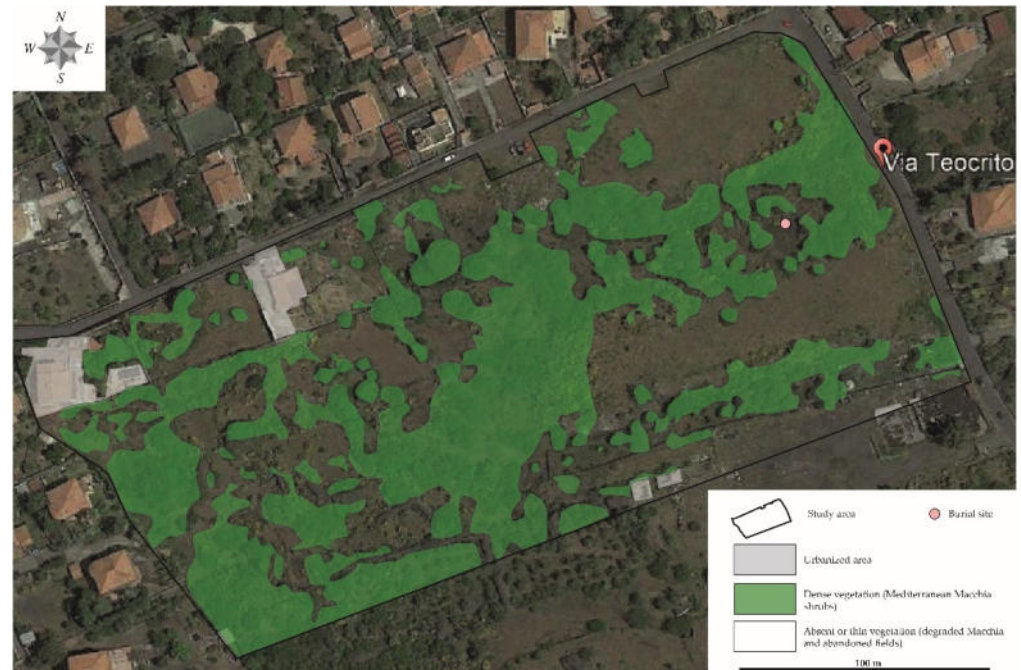 N
W E
S
Via Teocrito
Study area
Burial site
Urbanized area
Dense vegetation (Mediterranean Macchia
shrubs)
Absent or thin vegetation (degraded Macchia
and abandoned fields)
100 m